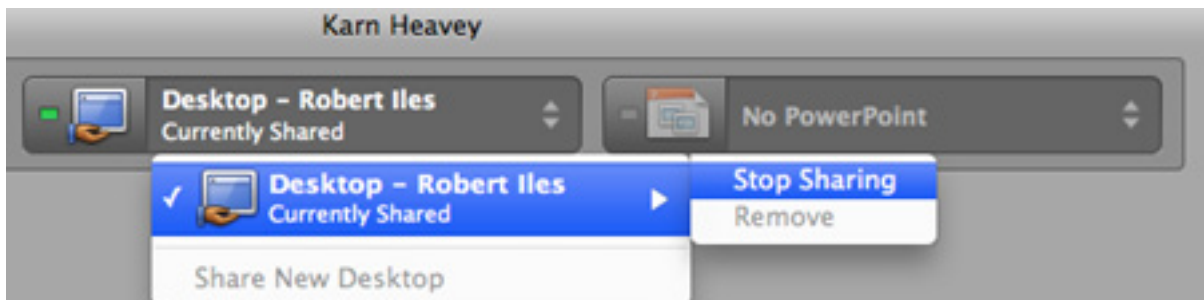 Karn Heavey
Desktop – Robert Iles
Currently Shared
No PowerPoint
Desktop – Robert Iles
Currently Shared
Stop Sharing
Remove
Share New Desktop